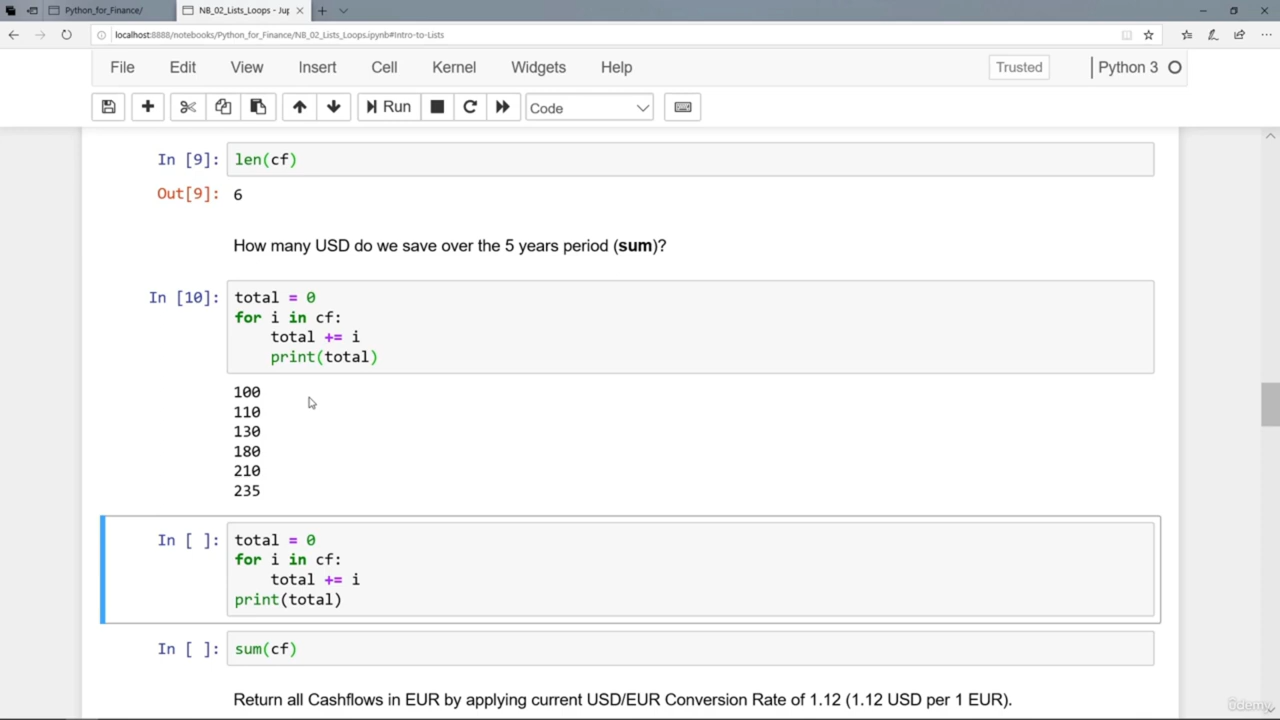 Python_for_Finance/
NB_02_Lists_Loops - Jup
localhost:8888/notebooks/Python_for_Finance/NB_02_Lists_Loops.ipynb#Intro-to-Lists
File Edit View Insert Cell Kernel Widgets Help Trusted Python 3
Run Code
In [9]: len(cf)
Out[9]: 6
How many USD do we save over the 5 years period (sum)?
In [10]: total = 0
for i in cf:
    total += i
    print(total)
100
110
130
180
210
235
In [ ]: total = 0
for i in cf:
    total += i
print(total)
In [ ]: sum(cf)
Return all Cashflows in EUR by applying current USD/EUR Conversion Rate of 1.12 (1.12 USD per 1 EUR).
ûdemy